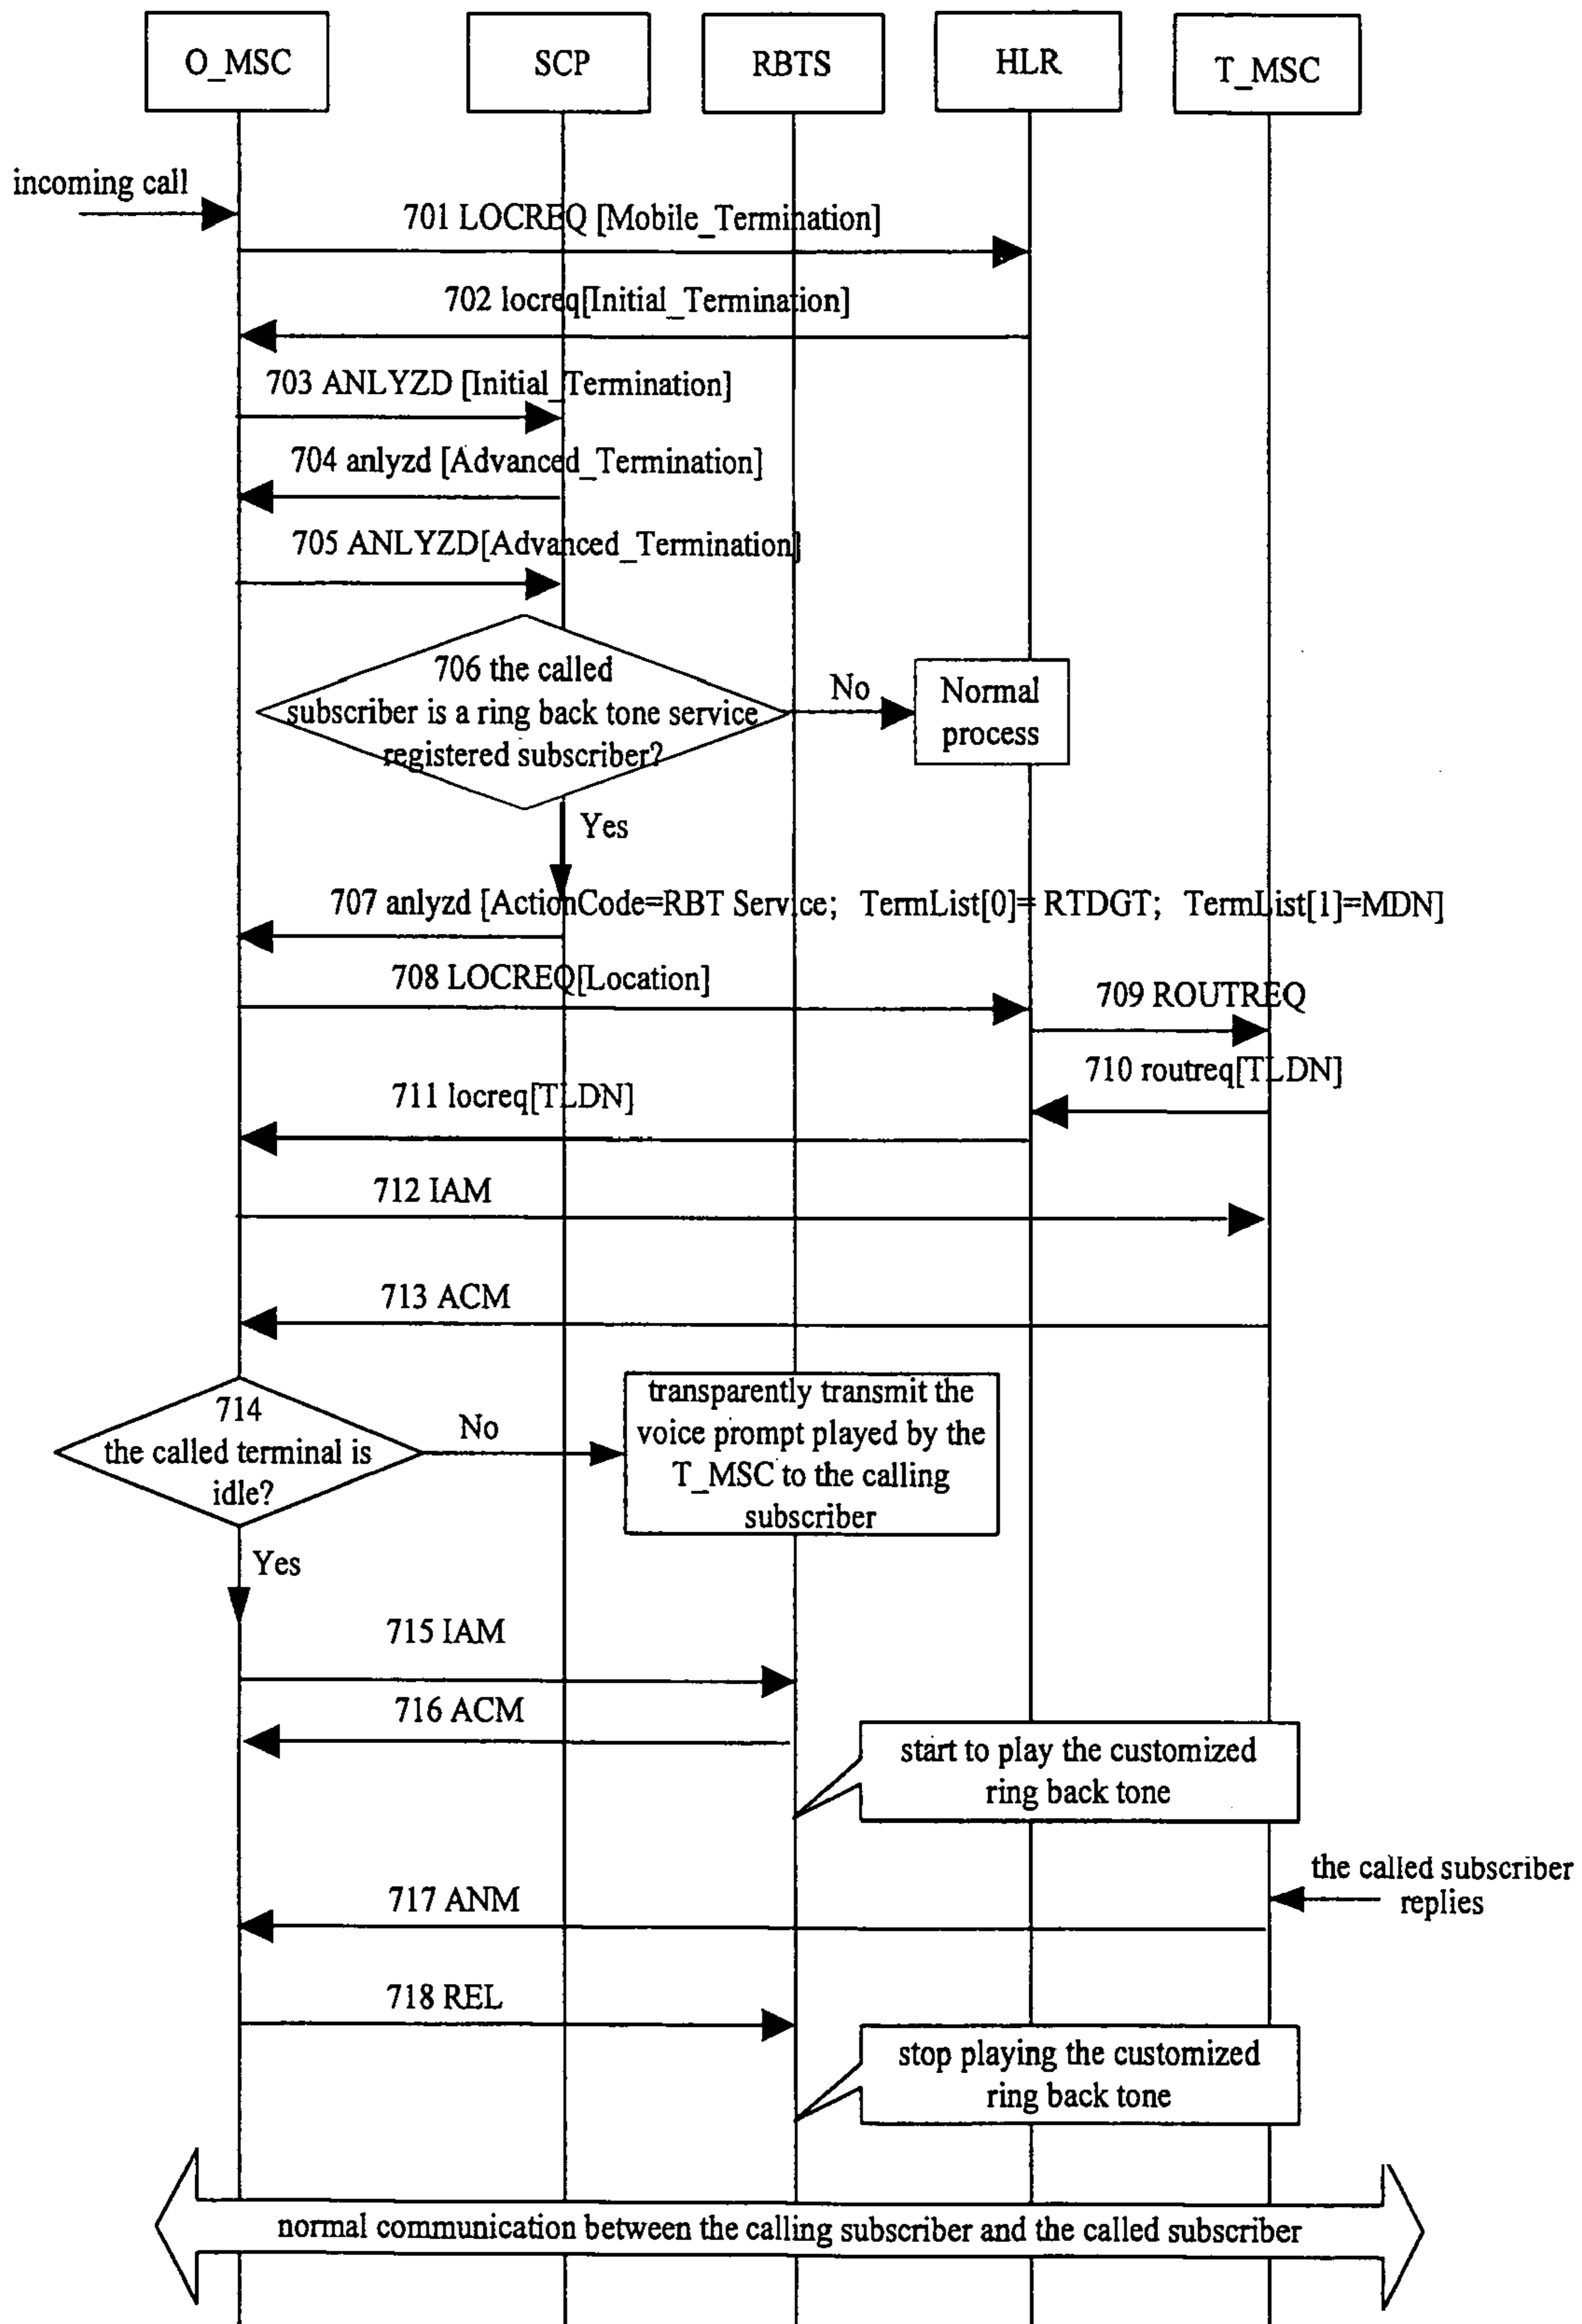 O_MSC
SCP
RBTS
HLR
T_MSC
incoming call
701 LOCREQ [Mobile_Termination]
702 locreq[Initial_Termination]
703 ANLYZD [Initial_Termination]
704 anlyzd [Advanced_Termination]
705 ANLYZD[Advanced_Termination]
706 the called
subscriber is a ring back tone service
registered subscriber?
No
Normal
process
Yes
707 anlyzd [ActionCode=RBT Service; TermList[0]= RTDGT; TermList[1]=MDN]
708 LOCREQ[Location]
709 ROUTREQ
710 routreq[TLDN]
711 locreq[TLDN]
712 IAM
713 ACM
714
the called terminal is
idle?
No
transparently transmit the
voice prompt played by the
T_MSC to the calling
subscriber
Yes
715 IAM
716 ACM
start to play the customized
ring back tone
the called subscriber
replies
717 ANM
718 REL
stop playing the customized
ring back tone
normal communication between the calling subscriber and the called subscriber